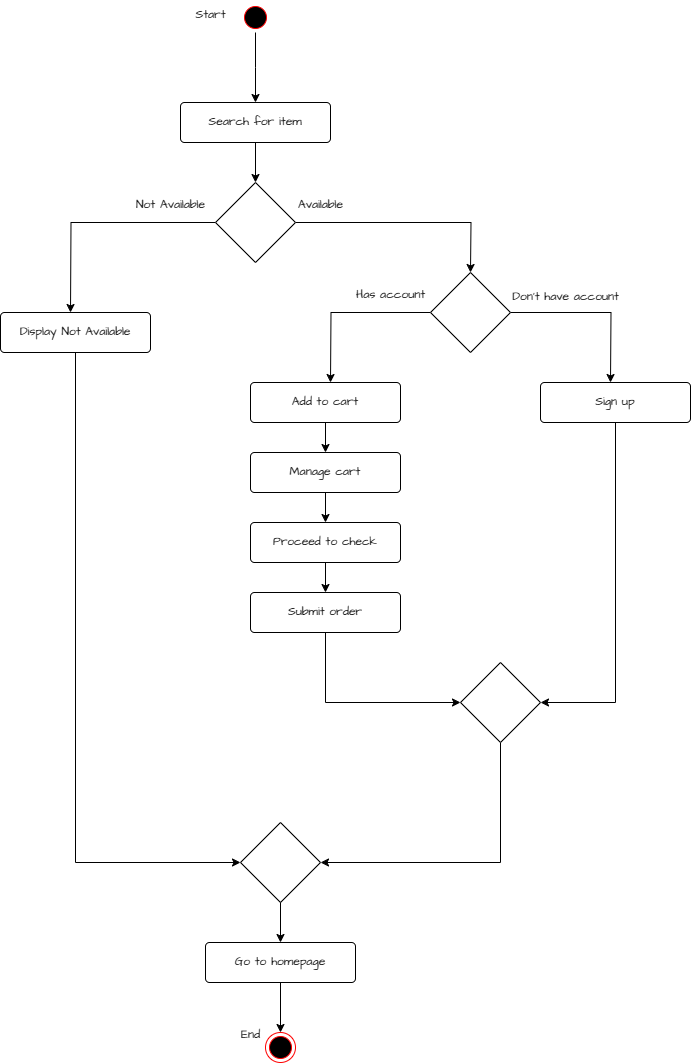 Start
Search for item
Not Available
Available
Has account
Don't have account
Display Not Available
Add to cart
Sign up
Manage cart
Proceed to check
Submit order
Go to homepage
End